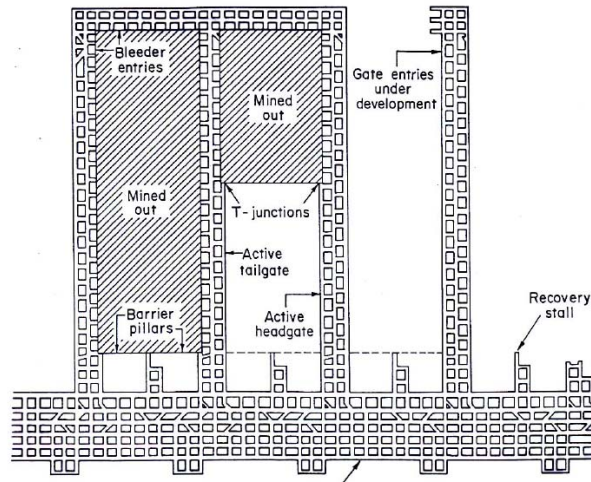 Bleeder
entries
Mined
out
Gate entries
under
development
Mined
out
T-junctions
Active
tailgate
Barrier
pillars
Active
headgate
Recovery
stall